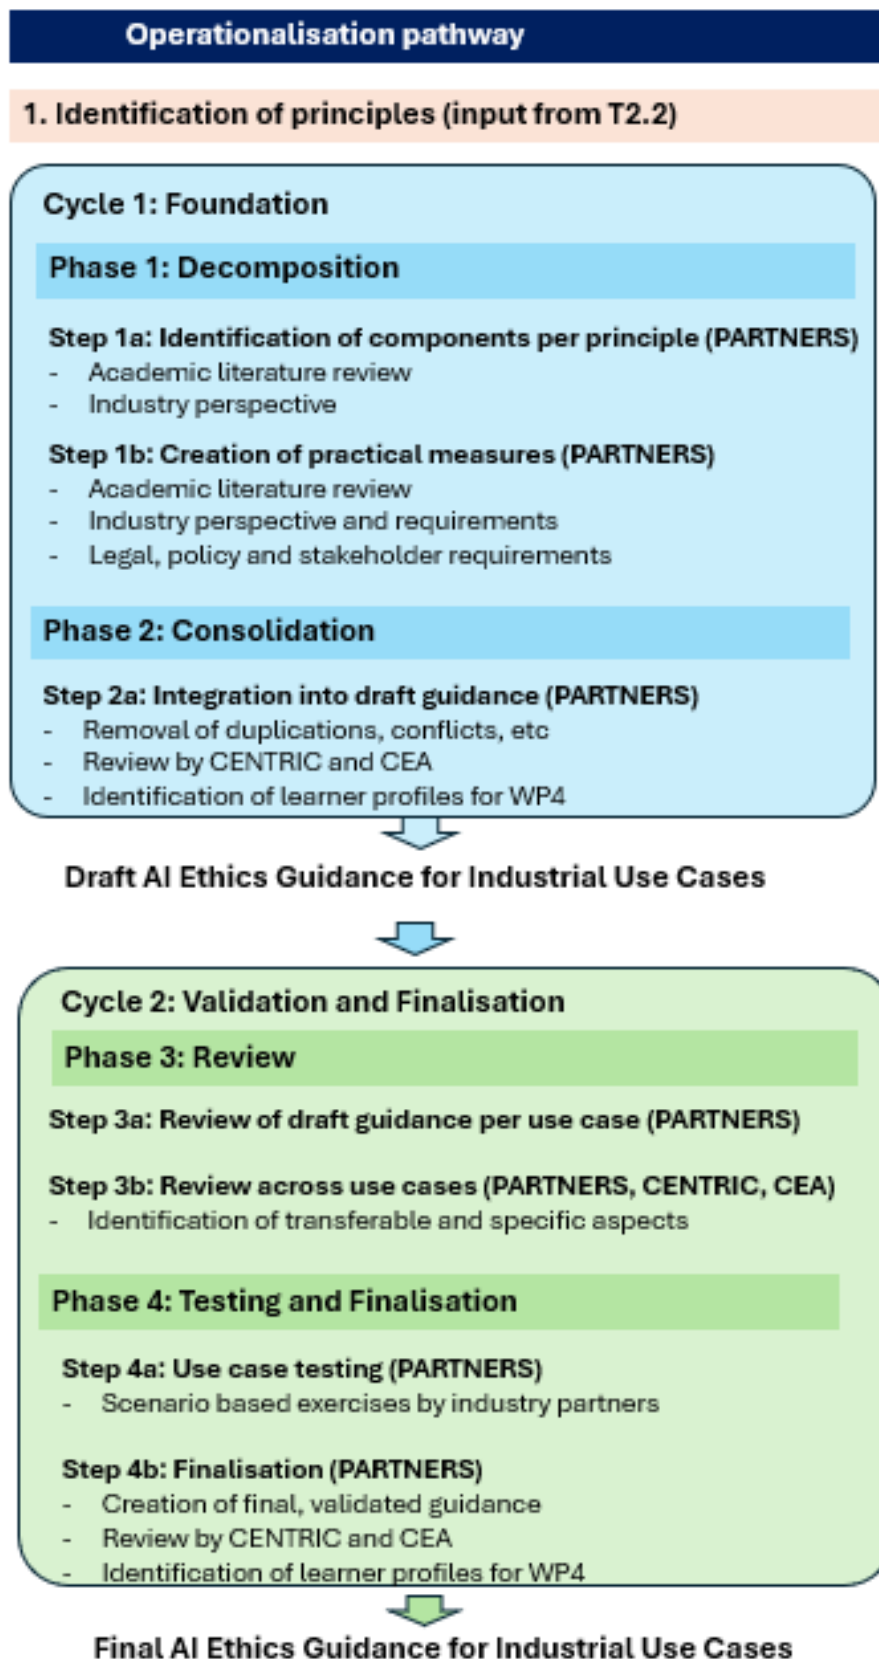 Operationalisation pathway
1. Identification of principles (input from T2.2)
Cycle 1: Foundation
Phase 1: Decomposition
Step 1a: Identification of components per principle (PARTNERS)
- Academic literature review
- Industry perspective
Step 1b: Creation of practical measures (PARTNERS)
- Academic literature review
- Industry perspective and requirements
- Legal, policy and stakeholder requirements
Phase 2: Consolidation
Step 2a: Integration into draft guidance (PARTNERS)
- Removal of duplications, conflicts, etc
- Review by CENTRIC and CEA
- Identification of learner profiles for WP4
Draft AI Ethics Guidance for Industrial Use Cases
Cycle 2: Validation and Finalisation
Phase 3: Review
Step 3a: Review of draft guidance per use case (PARTNERS)
Step 3b: Review across use cases (PARTNERS, CENTRIC, CEA)
- Identification of transferable and specific aspects
Phase 4: Testing and Finalisation
Step 4a: Use case testing (PARTNERS)
- Scenario based exercises by industry partners
Step 4b: Finalisation (PARTNERS)
- Creation of final, validated guidance
- Review by CENTRIC and CEA
- Identification of learner profiles for WP4
Final AI Ethics Guidance for Industrial Use Cases